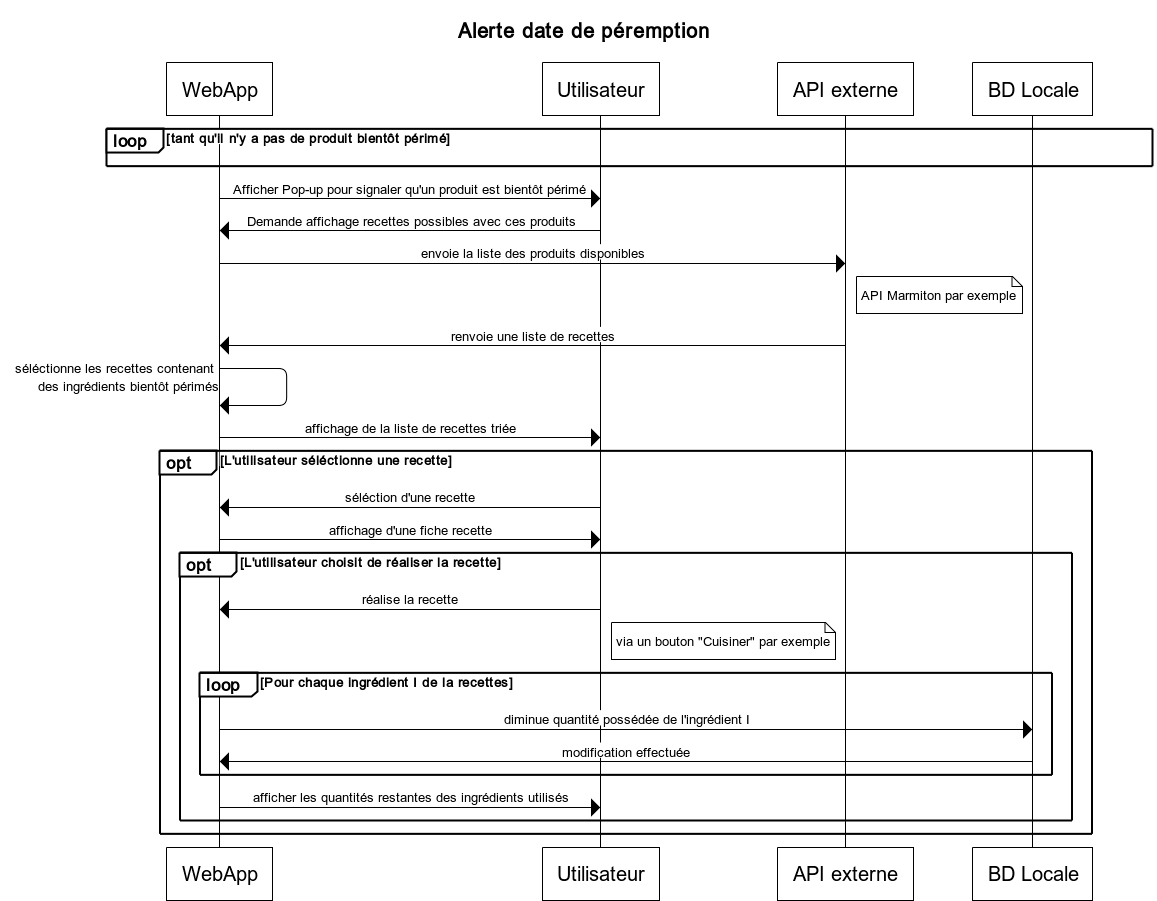 Alerte date de péremption
WebApp
Utilisateur
API externe
BD Locale
loop
[tant qu'il n'y a pas de produit bientôt périmé]
Afficher Pop-up pour signaler qu'un produit est bientôt périmé
Demande affichage recettes possibles avec ces produits
envoie la liste des produits disponibles
API Marmiton par exemple
renvoie une liste de recettes
séléctionne les recettes contenant
des ingrédients bientôt périmés
affichage de la liste de recettes triée
opt
[L'utilisateur séléctionne une recette]
séléction d'une recette
affichage d'une fiche recette
opt
[L'utilisateur choisit de réaliser la recette]
réalise la recette
via un bouton "Cuisiner" par exemple
loop
[Pour chaque ingrédient I de la recettes]
diminue quantité possédée de l'ingrédient I
modification effectuée
afficher les quantités restantes des ingrédients utilisés
WebApp
Utilisateur
API externe
BD Locale